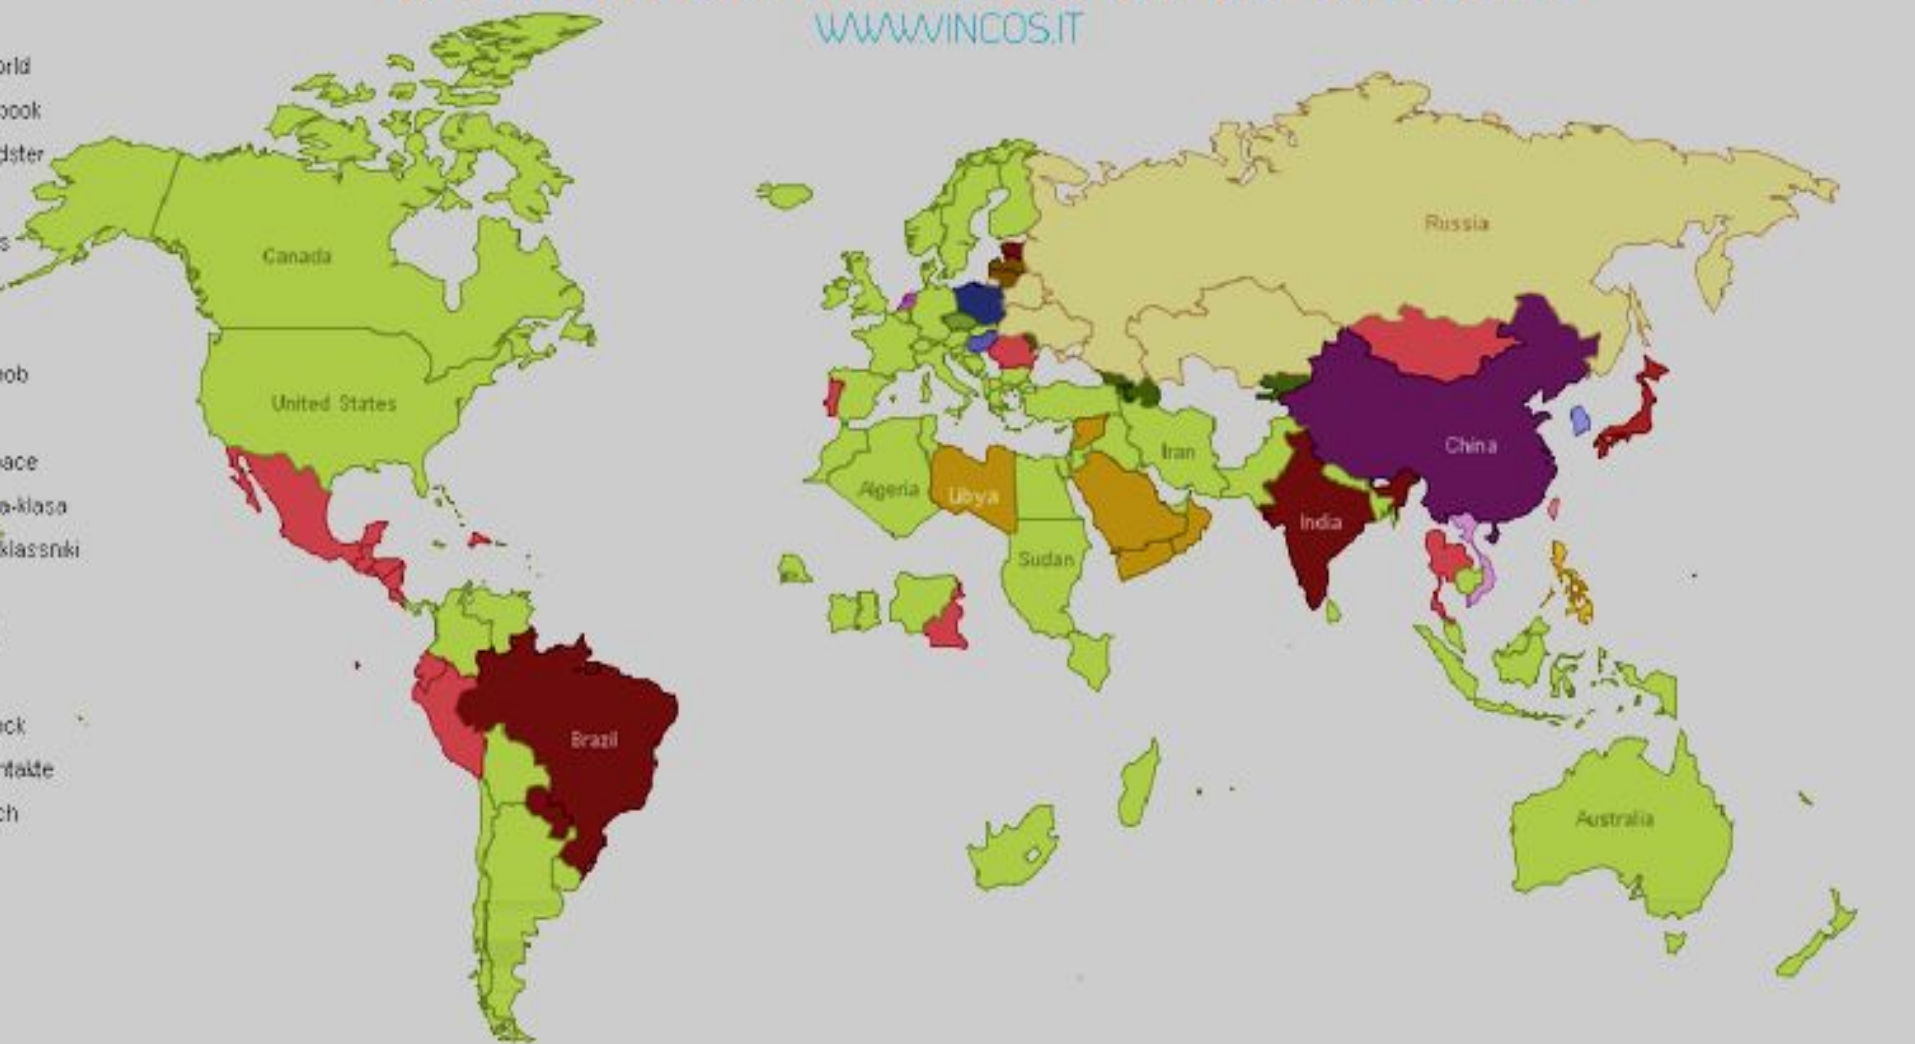 WWW.VINCOS.IT
orld
book
dster
s
ob
ace
a-klasa
klassniki
ck
ntakte
ch
Canada
United States
Brazil
Algeria
Libya
Sudan
Iran
Russia
China
India
Australia